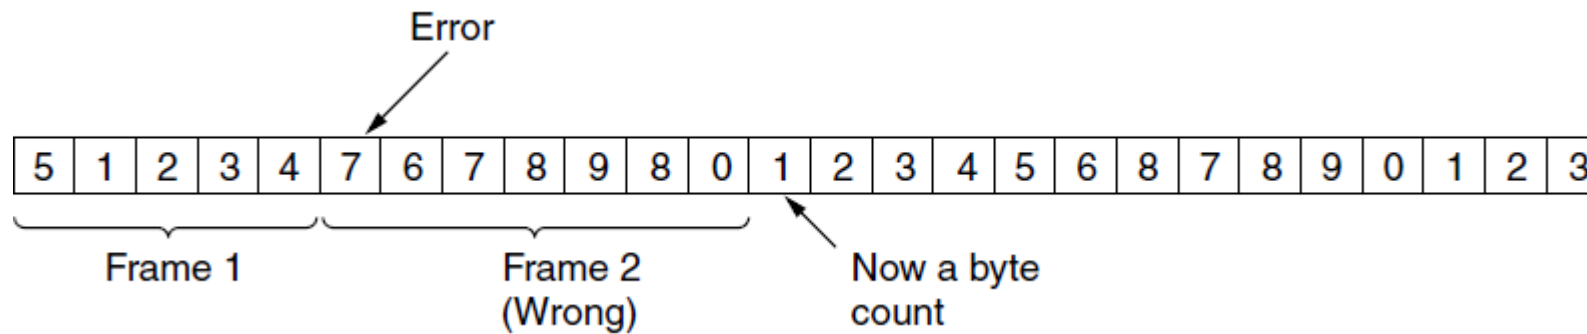 Error
5 1 2 3 4 7 6 7 8 9 8 0 1 2 3 4 5 6 8 7 8 9 0 1 2 3
Frame 1
Frame 2
(Wrong)
Now a byte
count